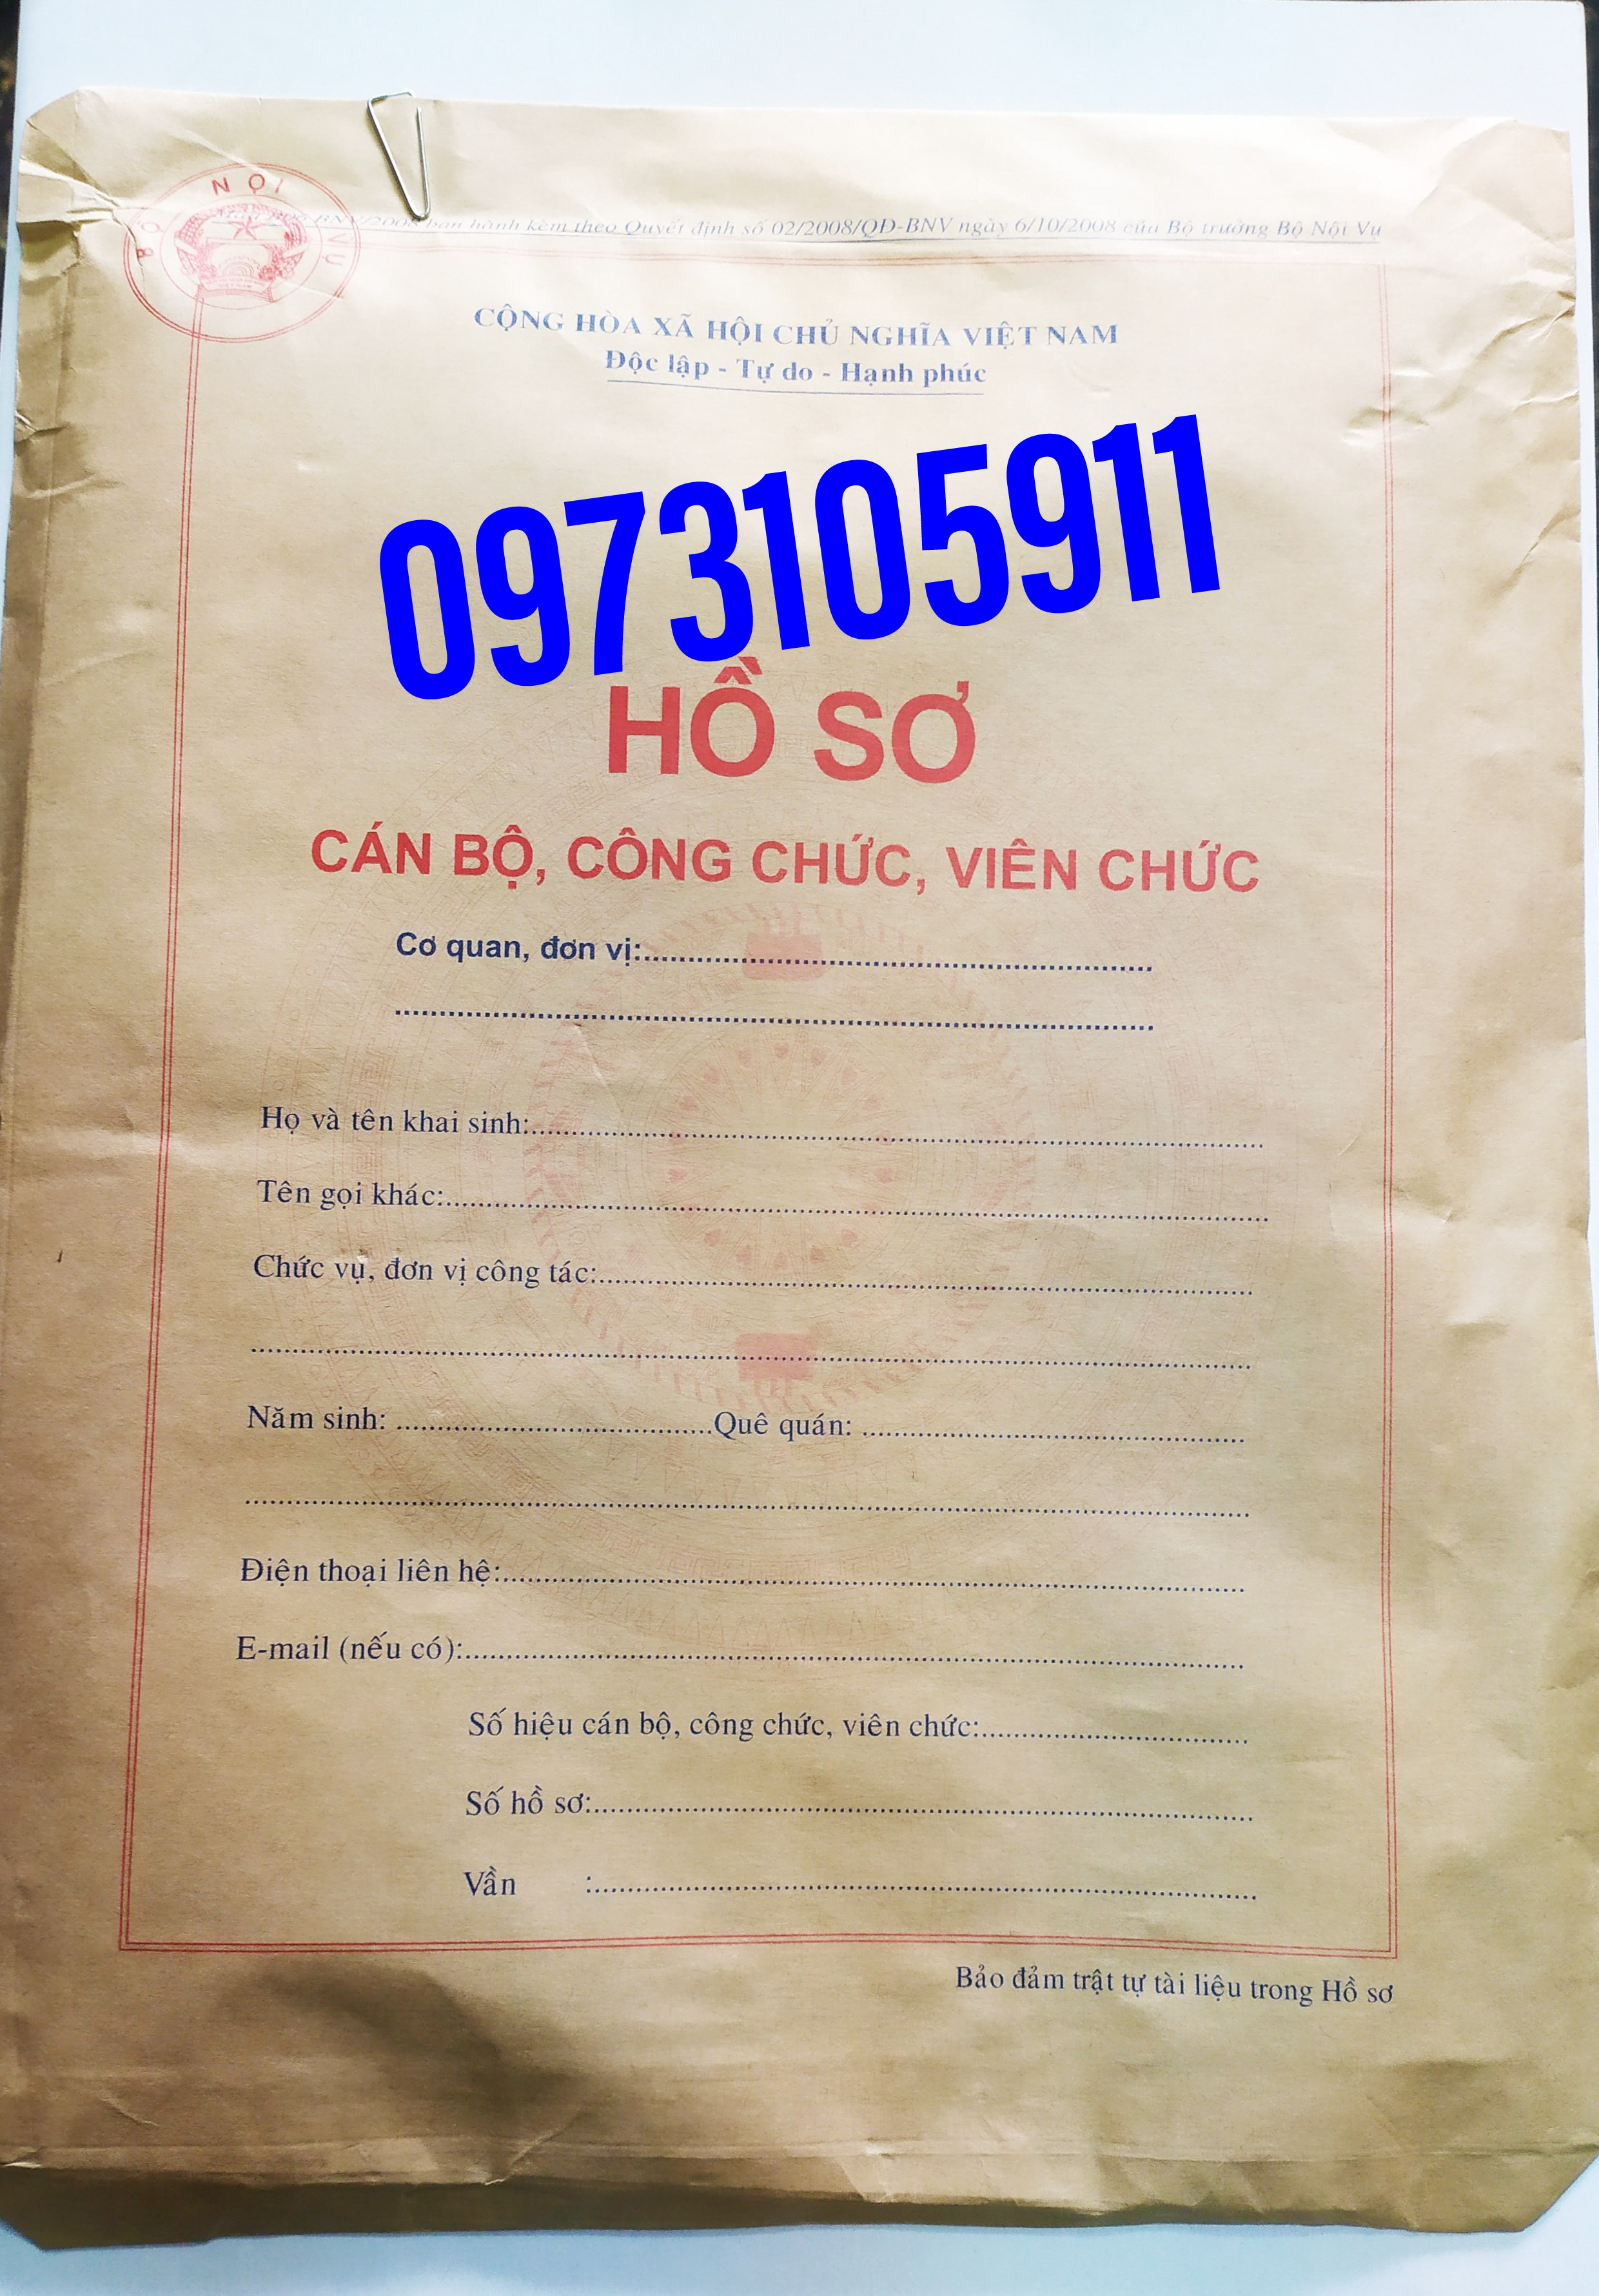 BỘ NỘI VỤ
BNV/2008 ban hành kèm theo Quyết định số 02/2008/QĐ-BNV ngày 6/10/2008 của Bộ trưởng Bộ Nội Vụ
CỘNG HÒA XÃ HỘI CHỦ NGHĨA VIỆT NAM
Độc lập - Tự do - Hạnh phúc
0973105911
HỒ SƠ
CÁN BỘ, CÔNG CHỨC, VIÊN CHỨC
Cơ quan, đơn vị:
Họ và tên khai sinh:
Tên gọi khác:
Chức vụ, đơn vị công tác:
Năm sinh: Quê quán:
Điện thoại liên hệ:
E-mail (nếu có):
Số hiệu cán bộ, công chức, viên chức:
Số hồ sơ:
Vần :
Bảo đảm trật tự tài liệu trong Hồ sơ